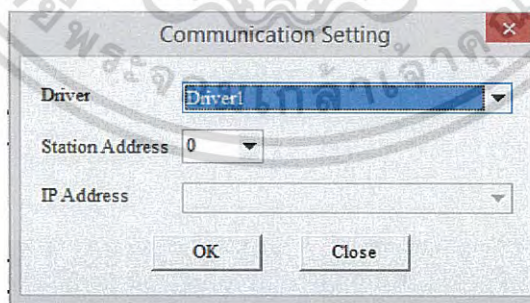 Communication Setting
Driver Driver1
Station Address 0
IP Address
OK Close